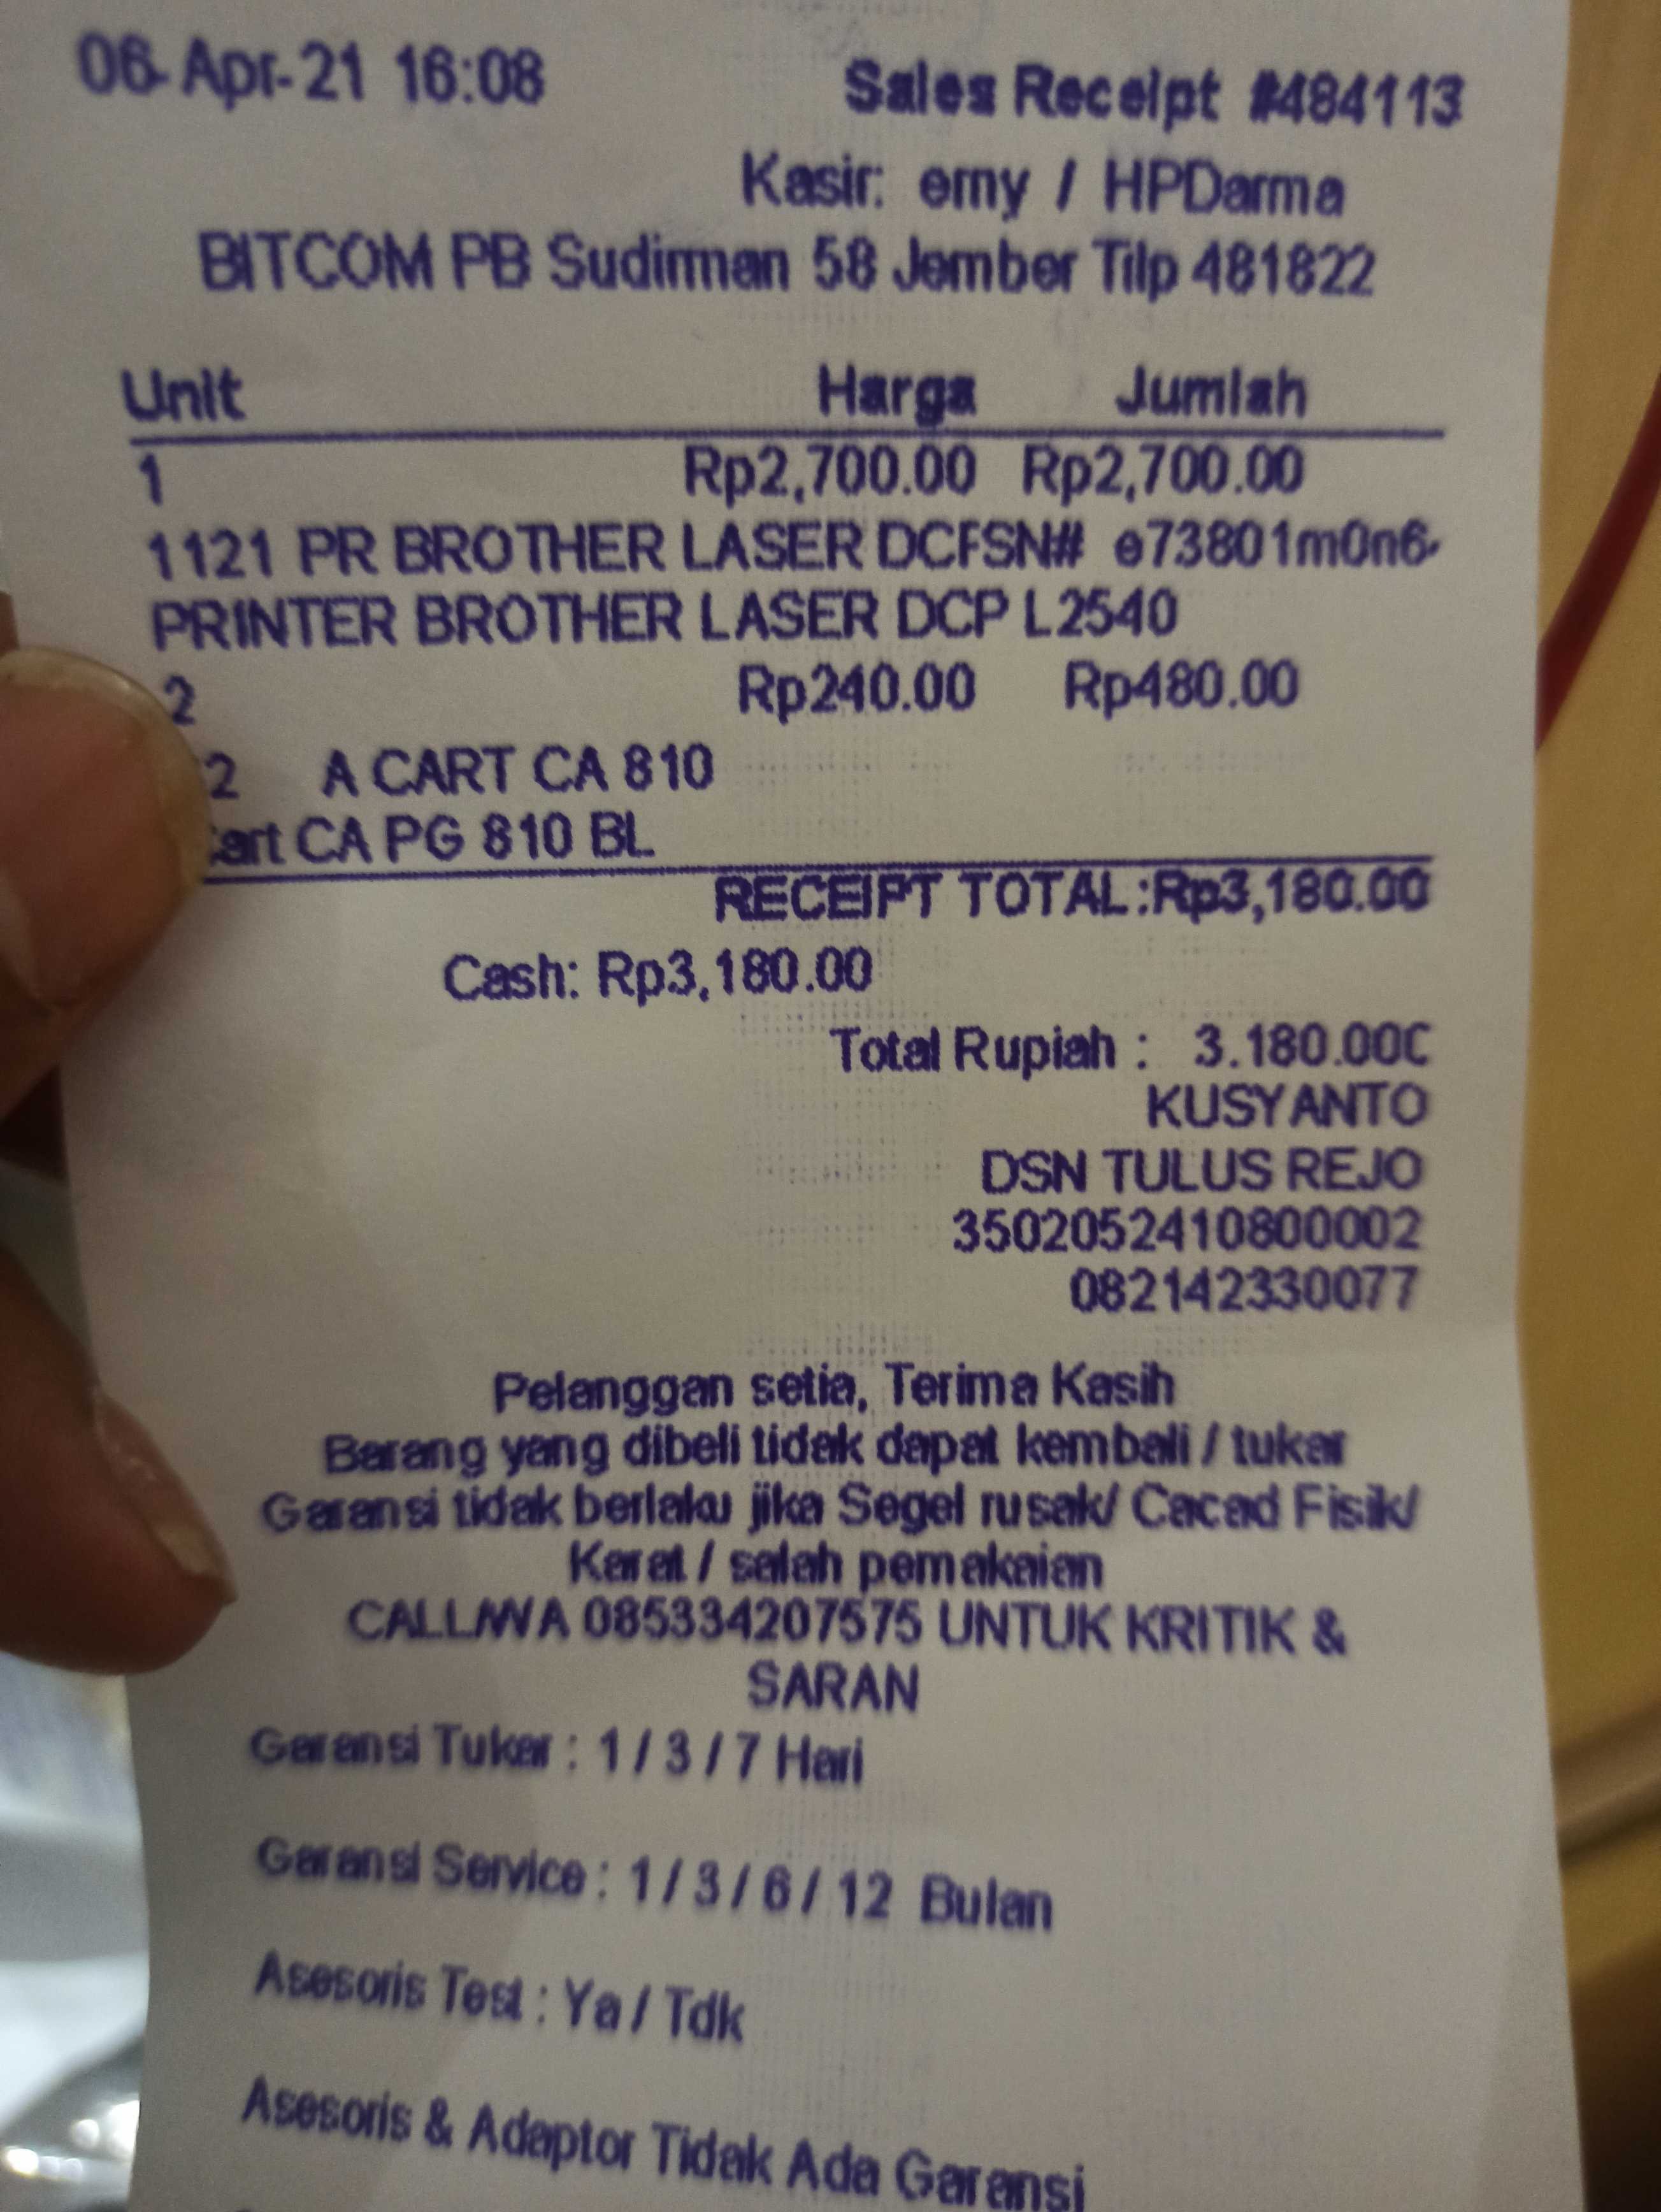 06-Apr-21 16:08 Sales Receipt #484113
Kasir: erny / HPDarma
BITCOM PB Sudirman 58 Jember Tilp 481822
Unit Harga Jumlah
1 Rp2,700.00 Rp2,700.00
1121 PR BROTHER LASER DCFSN# e73801m0n6
PRINTER BROTHER LASER DCP L2540
2 Rp240.00 Rp480.00
2 A CART CA 810
art CA PG 810 BL
RECEIPT TOTAL:Rp3,180.00
Cash: Rp3,180.00
Total Rupiah : 3.180.00
KUSYANTO
DSN TULUS REJO
3502052410800002
082142330077
Pelanggan setia, Terima Kasih
Barang yang dibeli tidak dapat kembali / tukar
Garansi tidak berlaku jika Segel rusak/ Cacad Fisik/
Karat / salah pemakaian
CALL/WA 085334207575 UNTUK KRITIK &
SARAN
Garansi Tukar : 1 / 3 / 7 Hari
Garansi Service : 1 / 3 / 6 / 12 Bulan
Asesoris Test : Ya / Tdk
Asesoris & Adaptor Tidak Ada Garansi